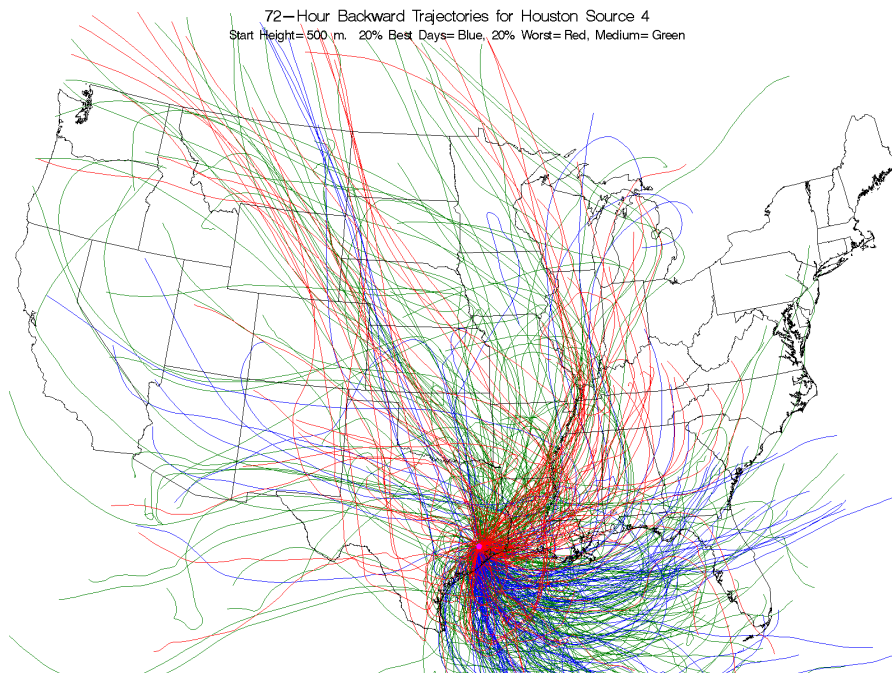 72-Hour Backward Trajectories for Houston Source 4
Start Height= 500 m. 20% Best Days= Blue, 20% Worst= Red, Medium= Green